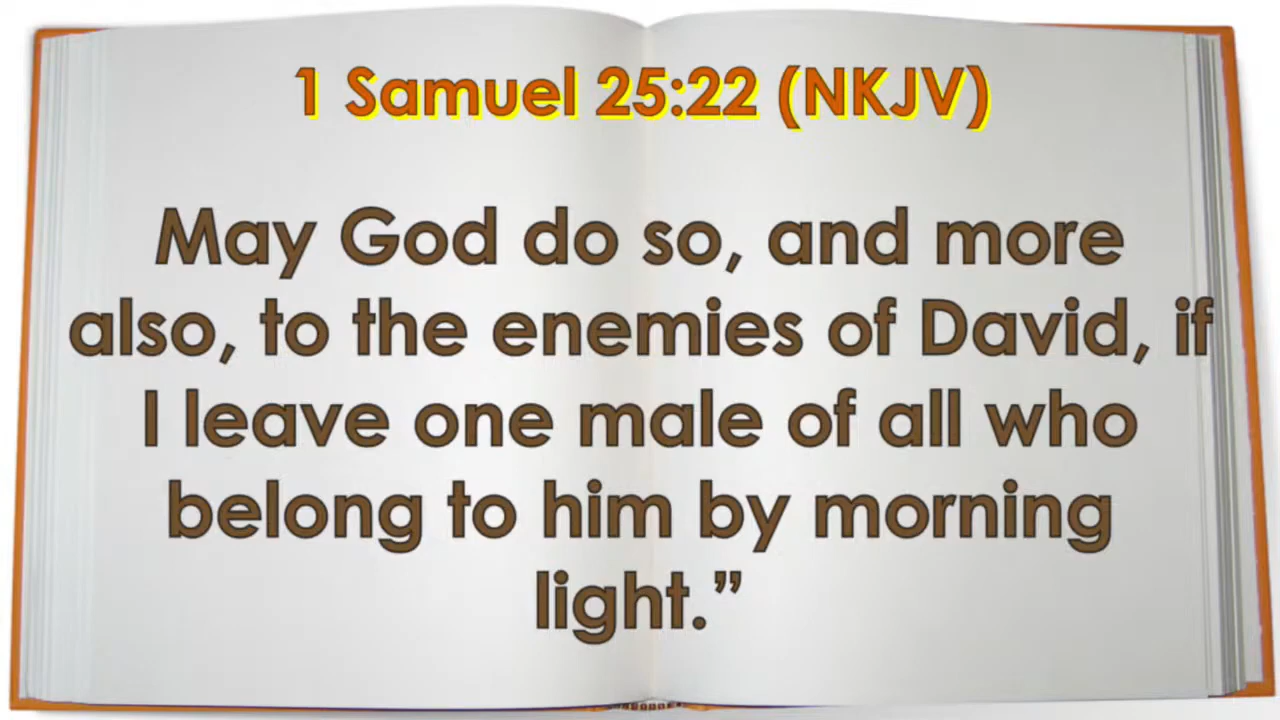 1 Samuel 25:22 (NKJV)
May God do so, and more
also, to the enemies of David, if
I leave one male of all who
belong to him by morning
light.”